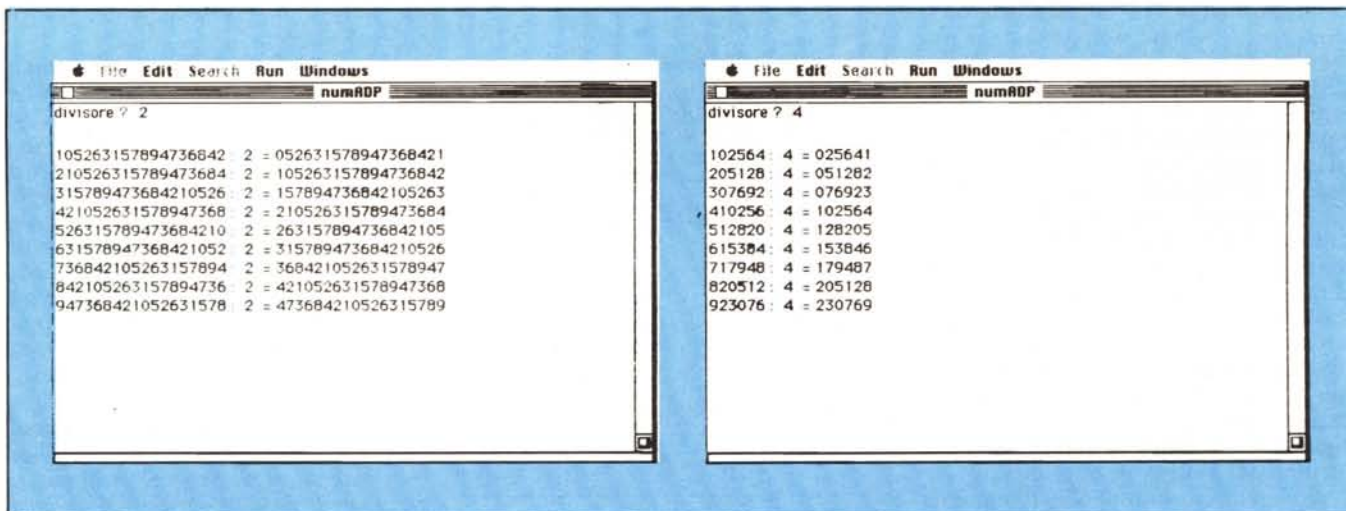 File Edit Search Run Windows
numADP
divisore ? 2
105263157894736842 : 2 = 052631578947368421
210526315789473684 : 2 = 105263157894736842
315789473684210526 : 2 = 157894736842105263
421052631578947368 : 2 = 210526315789473684
526315789473684210 : 2 = 263157894736842105
631578947368421052 : 2 = 315789473684210526
736842105263157894 : 2 = 368421052631578947
842105263157894736 : 2 = 421052631578947368
947368421052631578 : 2 = 473684210526315789
File Edit Search Run Windows
numADP
divisore ? 4
102564 : 4 = 025641
205128 : 4 = 051282
307692 : 4 = 076923
410256 : 4 = 102564
512820 : 4 = 128205
615384 : 4 = 153846
717948 : 4 = 179487
820512 : 4 = 205128
923076 : 4 = 230769